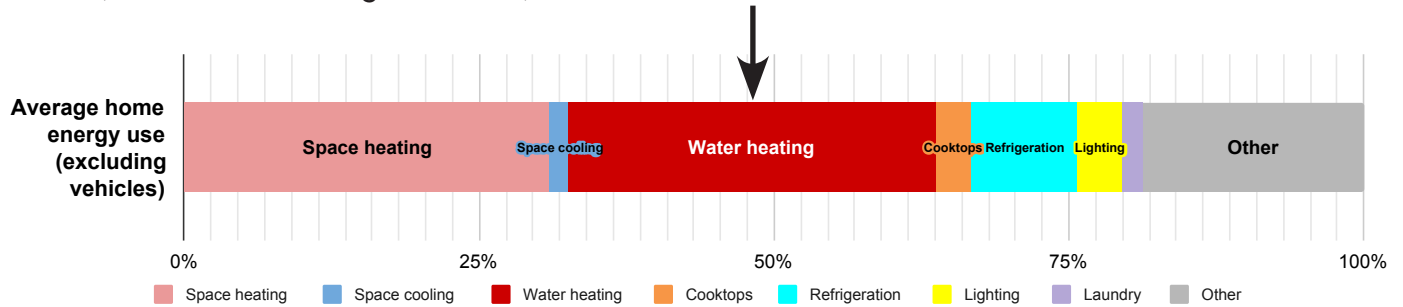 Average home
energy use
(excluding
vehicles)
Space heating
Space cooling
Water heating
Cooktops
Refrigeration
Lighting
Other
0%
25%
50%
75%
100%
Space heating
Space cooling
Water heating
Cooktops
Refrigeration
Lighting
Laundry
Other